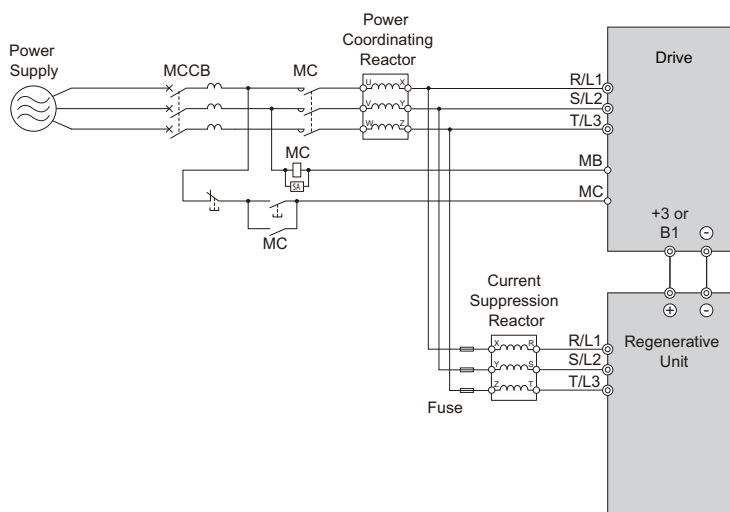 Power
Supply
MCCB
MC
Power
Coordinating
Reactor
U X
V Y
W Z
Drive
R/L1
S/L2
T/L3
MC
SA
MB
MC
MC
+3 or
B1
−
+
−
Current
Suppression
Reactor
X R
Y S
Z T
Fuse
R/L1
S/L2
T/L3
Regenerative
Unit